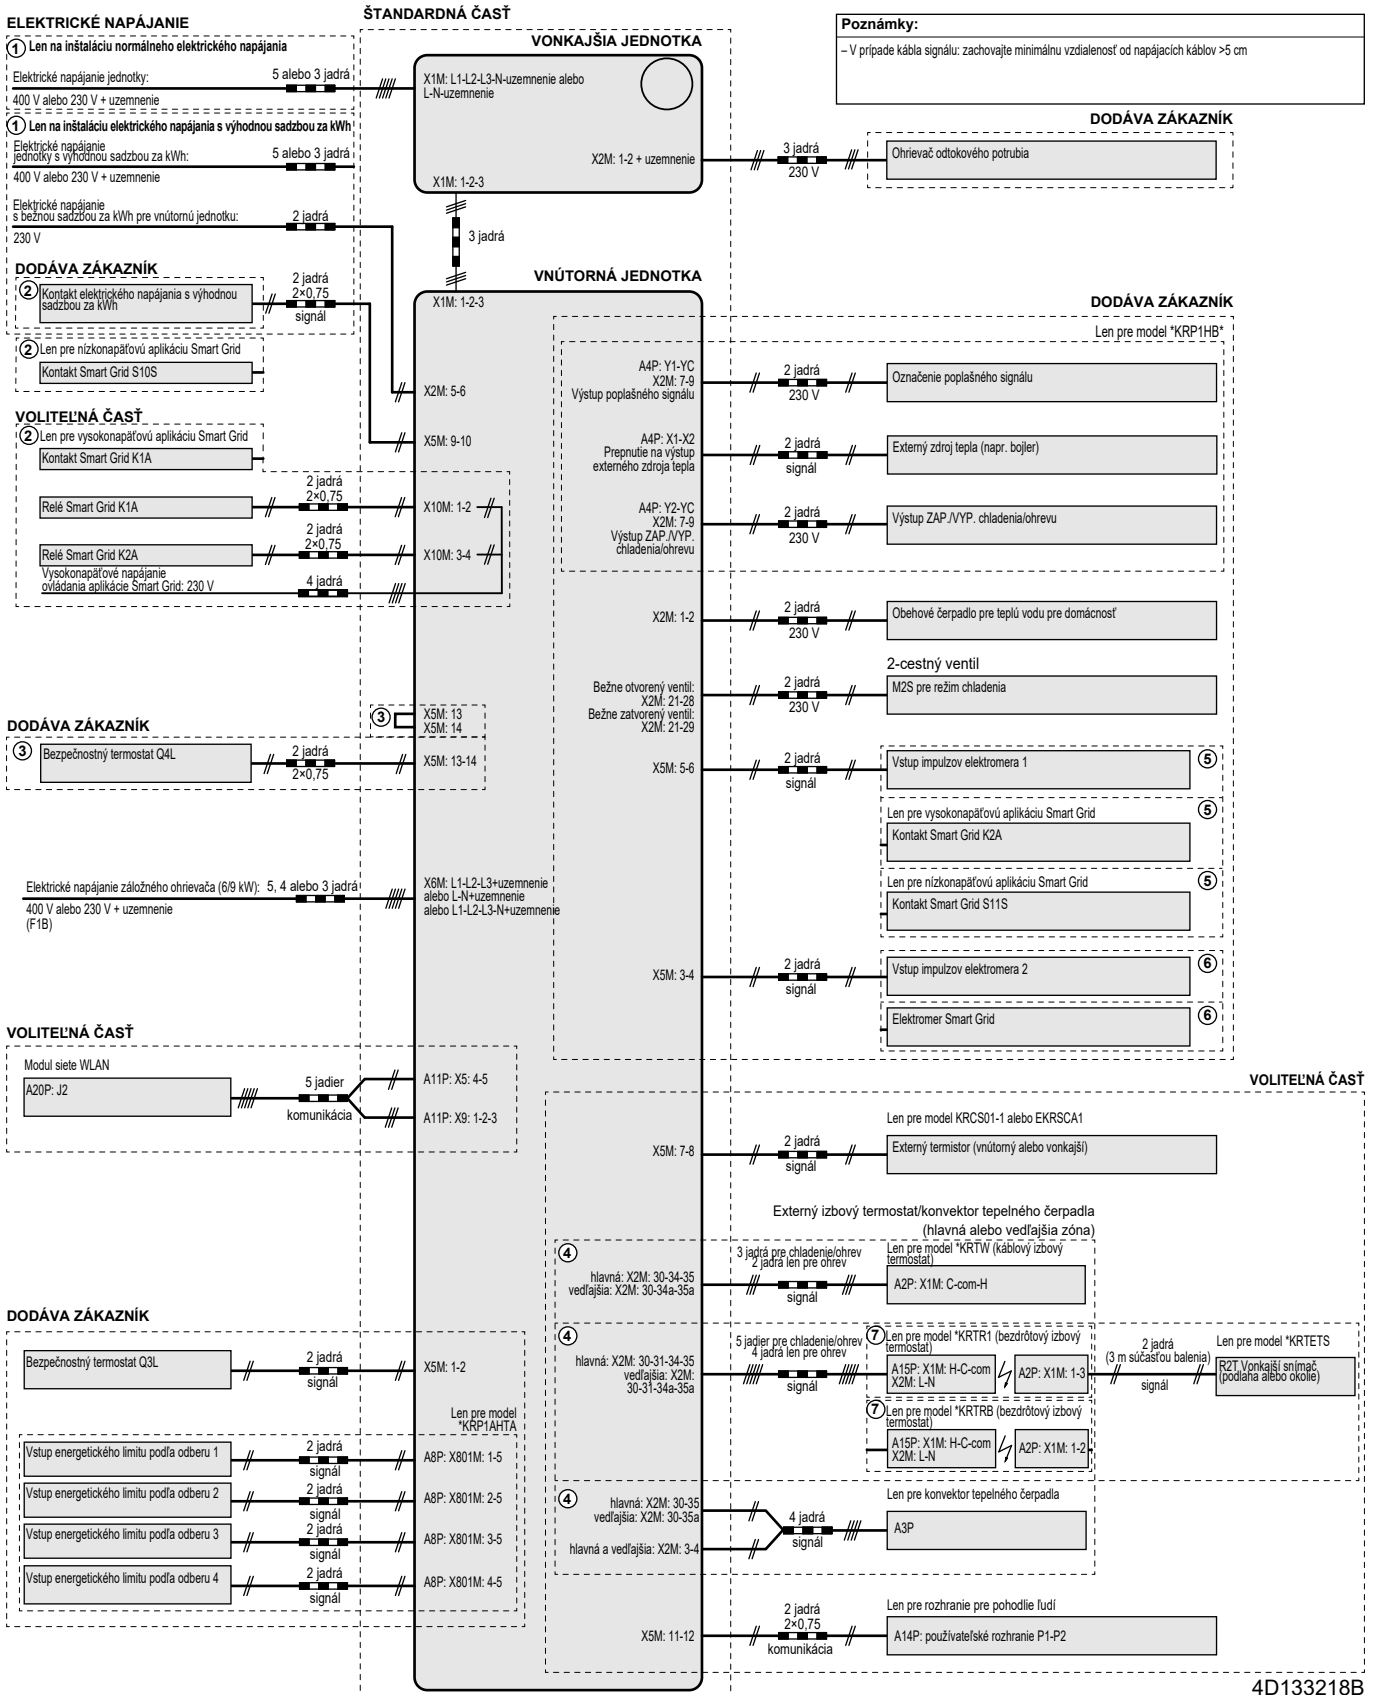 ELEKTRICKÉ NAPÁJANIE
1 Len na inštaláciu normálneho elektrického napájania
Elektrické napájanie jednotky:
5 alebo 3 jadrá
400 V alebo 230 V + uzemnenie
1 Len na inštaláciu elektrického napájania s výhodnou sadzbou za kWh
Elektrické napájanie
jednotky s výhodnou sadzbou za kWh:
5 alebo 3 jadrá
400 V alebo 230 V + uzemnenie
Elektrické napájanie
s bežnou sadzbou za kWh pre vnútornú jednotku:
2 jadrá
230 V
DODÁVA ZÁKAZNÍK
2 Kontakt elektrického napájania s výhodnou
sadzbou za kWh
2 jadrá
2×0,75
signál
2 Len pre nízkonapäťovú aplikáciu Smart Grid
Kontakt Smart Grid S10S
VOLITEĽNÁ ČASŤ
2 Len pre vysokonapäťovú aplikáciu Smart Grid
Kontakt Smart Grid K1A
Relé Smart Grid K1A
2 jadrá
2×0,75
Relé Smart Grid K2A
2 jadrá
2×0,75
Vysokonapäťové napájanie
ovládania aplikácie Smart Grid: 230 V
4 jadrá
DODÁVA ZÁKAZNÍK
3 Bezpečnostný termostat Q4L
2 jadrá
2×0,75
Elektrické napájanie záložného ohrievača (6/9 kW):
5, 4 alebo 3 jadrá
400 V alebo 230 V + uzemnenie
(F1B)
VOLITEĽNÁ ČASŤ
Modul siete WLAN
A20P: J2
5 jadier
komunikácia
DODÁVA ZÁKAZNÍK
Bezpečnostný termostat Q3L
2 jadrá
signál
Vstup energetického limitu podľa odberu 1
2 jadrá
signál
Vstup energetického limitu podľa odberu 2
2 jadrá
signál
Vstup energetického limitu podľa odberu 3
2 jadrá
signál
Vstup energetického limitu podľa odberu 4
2 jadrá
signál
ŠTANDARDNÁ ČASŤ
VONKAJŠIA JEDNOTKA
X1M: L1-L2-L3-N-uzemnenie alebo
L-N-uzemnenie
X2M: 1-2 + uzemnenie
X1M: 1-2-3
3 jadrá
VNÚTORNÁ JEDNOTKA
X1M: 1-2-3
X2M: 5-6
X5M: 9-10
X10M: 1-2
X10M: 3-4
3
X5M: 13
X5M: 14
X5M: 13-14
X6M: L1-L2-L3+uzemnenie
alebo L-N+uzemnenie
alebo L1-L2-L3-N+uzemnenie
A11P: X5: 4-5
A11P: X9: 1-2-3
X5M: 1-2
Len pre model
*KRP1AHTA
A8P: X801M: 1-5
A8P: X801M: 2-5
A8P: X801M: 3-5
A8P: X801M: 4-5
Poznámky:
– V prípade kábla signálu: zachovajte minimálnu vzdialenosť od napájacích káblov >5 cm
DODÁVA ZÁKAZNÍK
3 jadrá
230 V
Ohrievač odtokového potrubia
DODÁVA ZÁKAZNÍK
Len pre model *KRP1HB*
A4P: Y1-YC
X2M: 7-9
Výstup poplašného signálu
2 jadrá
230 V
Označenie poplašného signálu
A4P: X1-X2
Prepnutie na výstup
externého zdroja tepla
2 jadrá
signál
Externý zdroj tepla (napr. bojler)
A4P: Y2-YC
X2M: 7-9
Výstup ZAP./VYP.
chladenia/ohrevu
2 jadrá
230 V
Výstup ZAP./VYP. chladenia/ohrevu
X2M: 1-2
2 jadrá
230 V
Obehové čerpadlo pre teplú vodu pre domácnosť
2-cestný ventil
Bežne otvorený ventil:
X2M: 21-28
Bežne zatvorený ventil:
X2M: 21-29
2 jadrá
230 V
M2S pre režim chladenia
X5M: 5-6
2 jadrá
signál
Vstup impulzov elektromera 1
5
Len pre vysokonapäťovú aplikáciu Smart Grid
5
Kontakt Smart Grid K2A
Len pre nízkonapäťovú aplikáciu Smart Grid
5
Kontakt Smart Grid S11S
X5M: 3-4
2 jadrá
signál
Vstup impulzov elektromera 2
6
Elektromer Smart Grid
6
VOLITEĽNÁ ČASŤ
Len pre model KRCS01-1 alebo EKRSCA1
X5M: 7-8
2 jadrá
signál
Externý termistor (vnútorný alebo vonkajší)
Externý izbový termostat/konvektor tepelného čerpadla
(hlavná alebo vedľajšia zóna)
4
hlavná: X2M: 30-34-35
vedľajšia: X2M: 30-34a-35a
3 jadrá pre chladenie/ohrev
2 jadrá len pre ohrev
signál
Len pre model *KRTW (káblový izbový
termostat)
A2P: X1M: C-com-H
4
hlavná: X2M: 30-31-34-35
vedľajšia: X2M:
30-31-34a-35a
5 jadier pre chladenie/ohrev
4 jadrá len pre ohrev
signál
7 Len pre model *KRTR1 (bezdrôtový izbový
termostat)
A15P: X1M: H-C-com
X2M: L-N
A2P: X1M: 1-3
2 jadrá
(3 m súčasťou balenia)
signál
Len pre model *KRTETS
R2T Vonkajší snímač
(podlaha alebo okolie)
7 Len pre model *KRTRB (bezdrôtový izbový
termostat)
A15P: X1M: H-C-com
X2M: L-N
A2P: X1M: 1-2
4
hlavná: X2M: 30-35
vedľajšia: X2M: 30-35a
hlavná a vedľajšia: X2M: 3-4
4 jadrá
signál
Len pre konvektor tepelného čerpadla
A3P
X5M: 11-12
2 jadrá
2×0,75
komunikácia
Len pre rozhranie pre pohodlie ľudí
A14P: používateľské rozhranie P1-P2
4D133218B